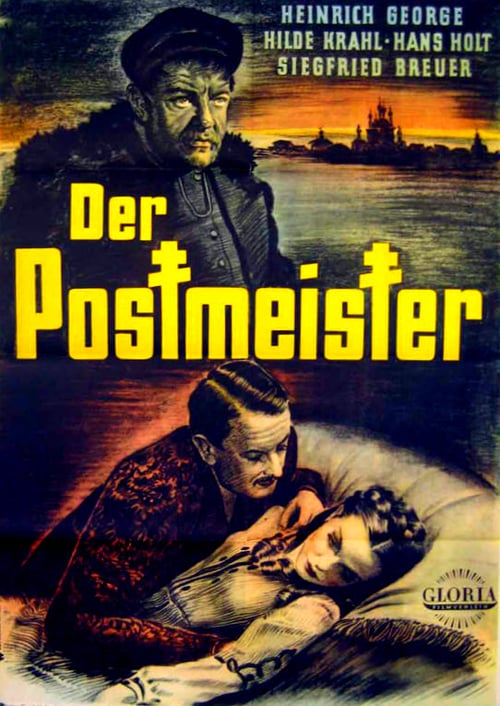 HEINRICH GEORGE
HILDE KRAHL · HANS HOLT
SIEGFRIED BREUER
Der
Postmeister
GLORIA
FILMVERLEIH